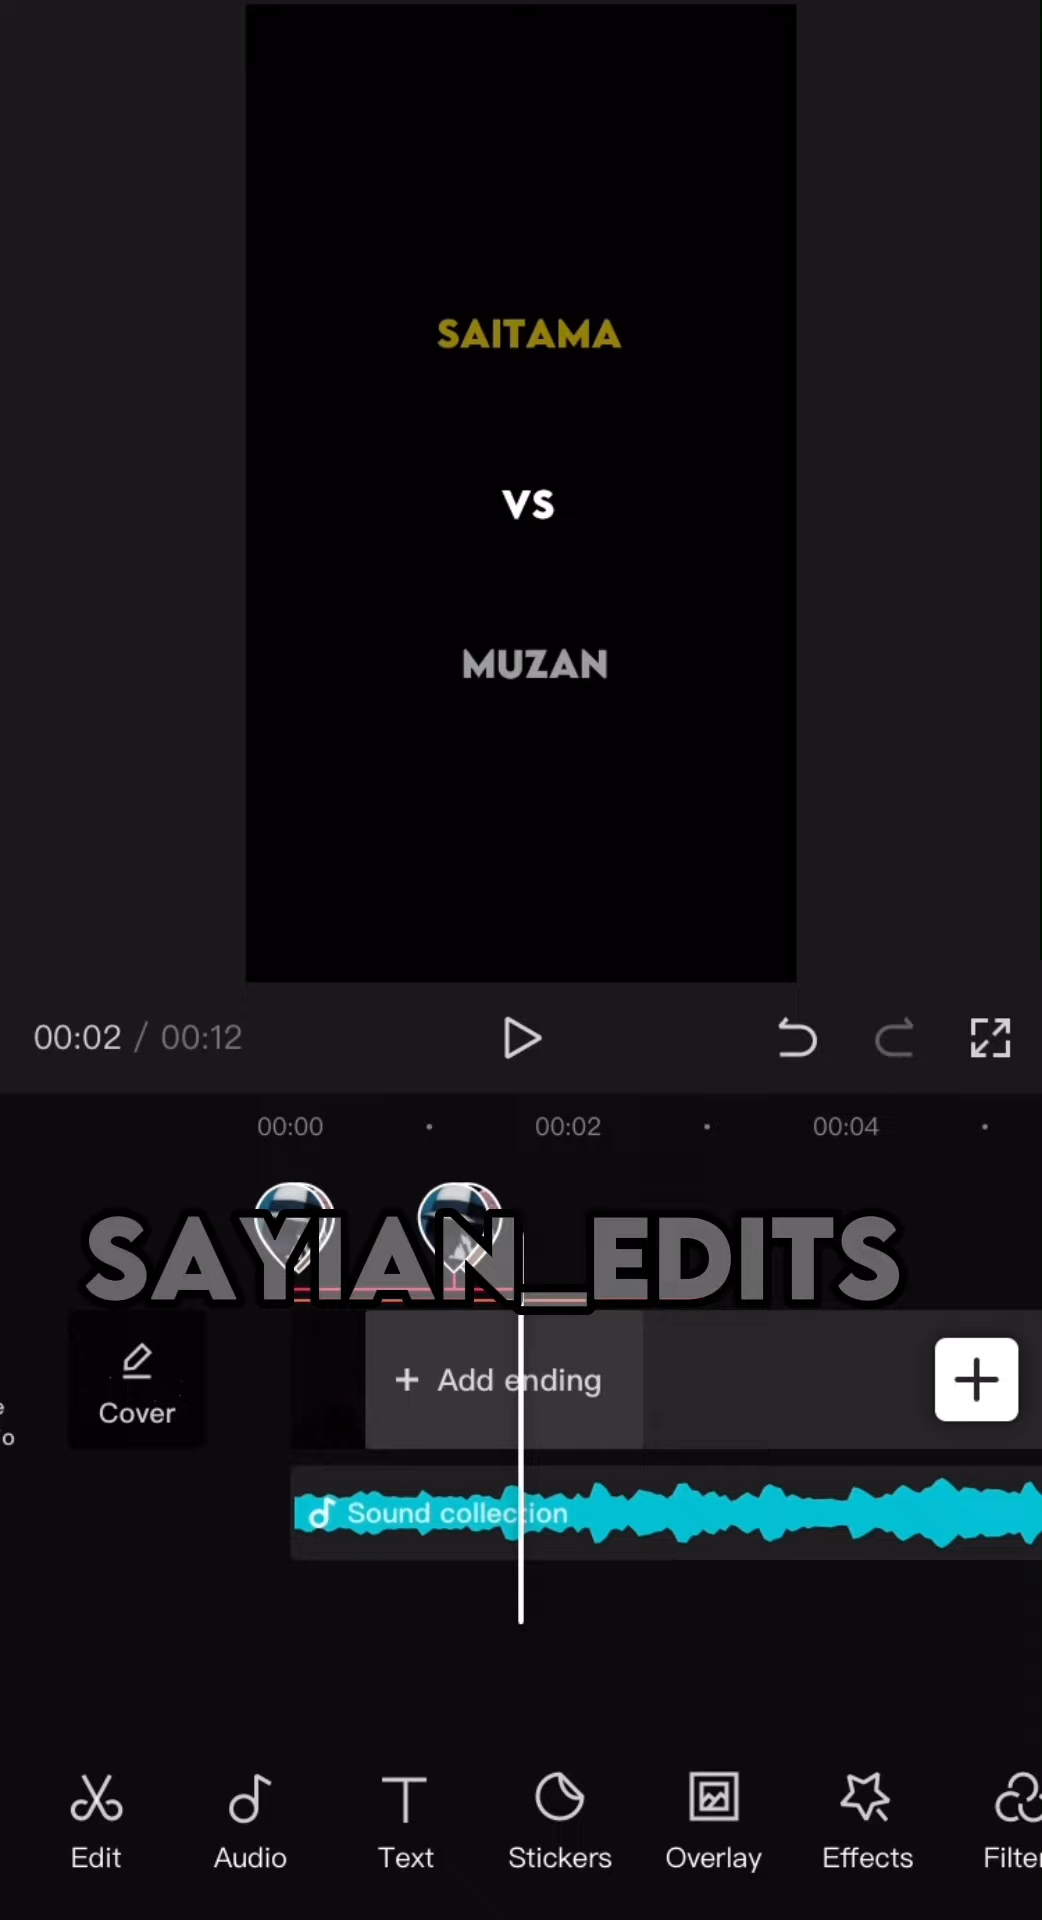 SAITAMA
VS
MUZAN
00:02 / 00:12
00:00 00:02 00:04
SAYIAN_EDITS
+ Add ending
Cover
e
o
Sound collection
Edit Audio Text Stickers Overlay Effects Filter